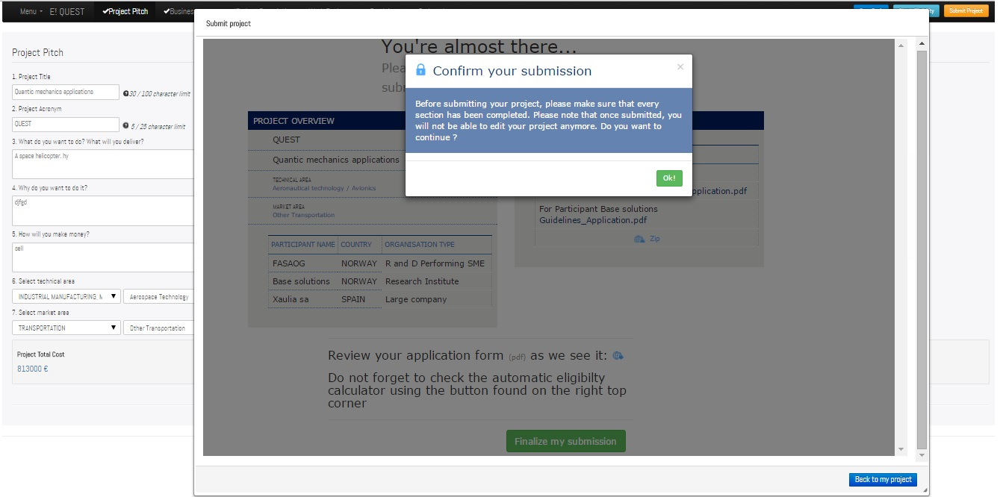 Menu E! QUEST Project Pitch
Submit Project
Submit project
Project Pitch
1. Project Title
Quantic mechanics applications
30 / 100 character limit
2. Project Acronym
QUEST
5 / 25 character limit
3. What do you want to do? What will you deliver?
A space helicopter. hy
4. Why do you want to do it?
djfgd
5. How will you make money?
sell
6. Select technical area
INDUSTRIAL MANUFACTURING, Aerospace Technology
7. Select market area
TRANSPORTATION Other Transportation
Project Total Cost
813000 €
You're almost there...
Confirm your submission
×
Before submitting your project, please make sure that every
section has been completed. Please note that once submitted, you
will not be able to edit your project anymore. Do you want to
continue ?
Ok!
PROJECT OVERVIEW
QUEST
Quantic mechanics applications
TECHNICAL AREA
Aeronautical technology / Avionics
MARKET AREA
Other Transportation
PARTICIPANT NAME COUNTRY ORGANISATION TYPE
FASAOG NORWAY R and D Performing SME
Base solutions NORWAY Research Institute
Xaulia sa SPAIN Large company
For Participant Base solutions
Guidelines_Application.pdf
Zip
Review your application form (pdf) as we see it:
Do not forget to check the automatic eligibilty
calculator using the button found on the right top
corner
Finalize my submission
Back to my project